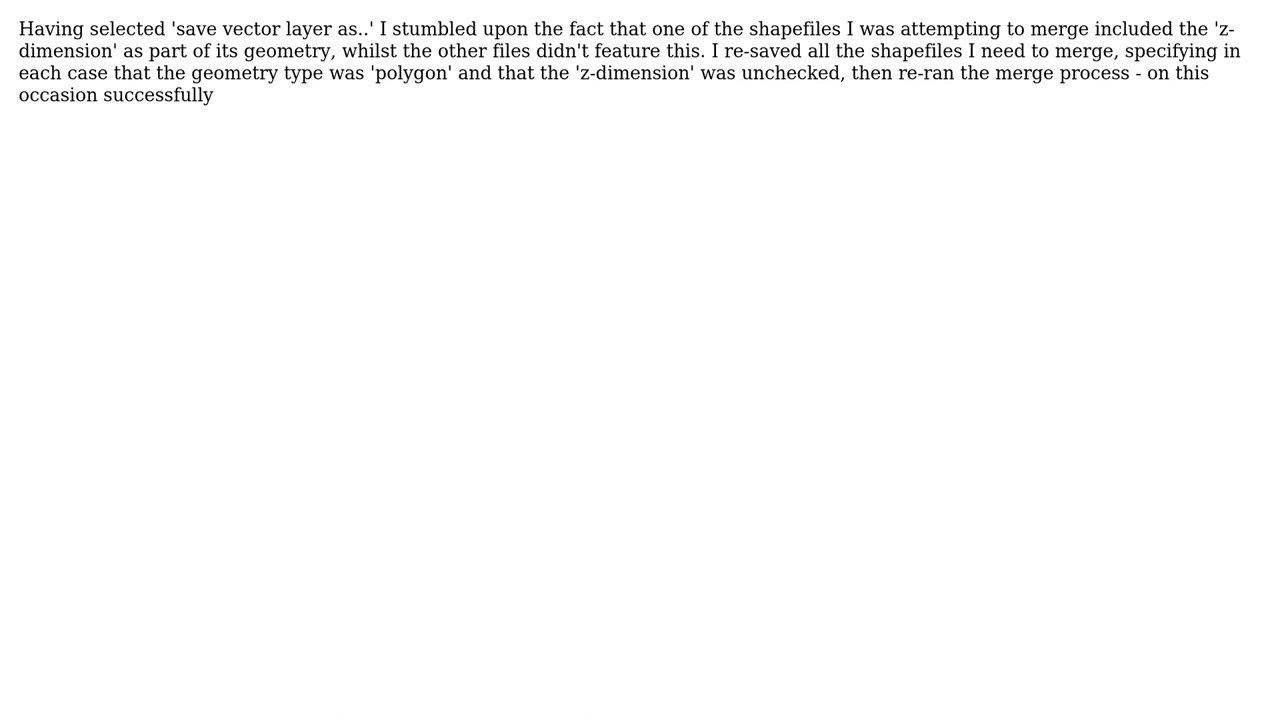 Having selected 'save vector layer as..' I stumbled upon the fact that one of the shapefiles I was attempting to merge included the 'z-
dimension' as part of its geometry, whilst the other files didn't feature this. I re-saved all the shapefiles I need to merge, specifying in
each case that the geometry type was 'polygon' and that the 'z-dimension' was unchecked, then re-ran the merge process - on this
occasion successfully